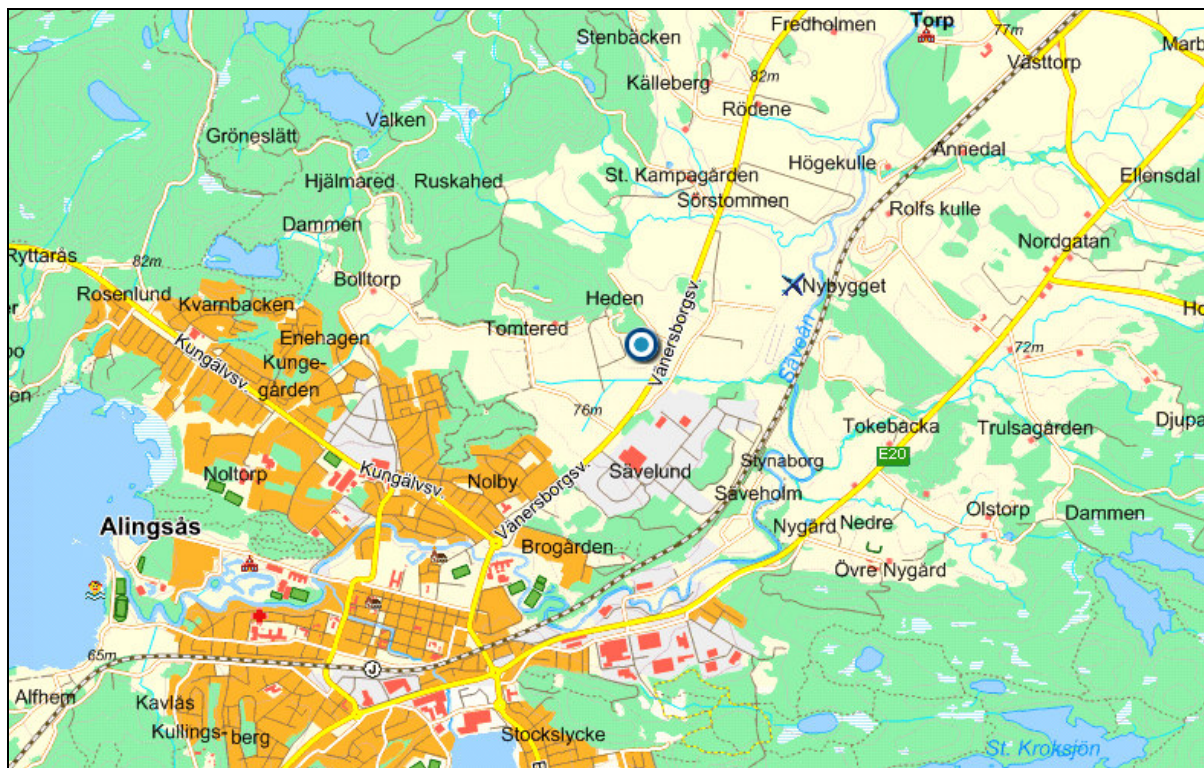 Torp
Fredholmen
77m
Stenbäcken
Marb
Västtorp
Källeberg
82m
Rödene
Valken
Gröneslätt
Annedal
Högekulle
St. Kampagården
Ellensdal
Hjälmared
Ruskahed
Sörstommen
Rolfs kulle
Dammen
Nordgatan
Ryttarås
82m
Bolltorp
Nybygget
Rosenlund
Kvarnbacken
Heden
Ho
Enehagen
Tomtered
Vänersborgsv.
Säveån
Kungälvsv.
Kunge-
gården
72m
76m
Tokebacka
Trulsagården
Djupa
E20
Stynaborg
Noltorp
Kungälvsv.
Nolby
Sävelund
Vänersborgsv.
Säveholm
Alingsås
Nygård
Nedre
Olstorp
Dammen
Brogården
Övre Nygård
65m
J
Alfhem
Kavlås
Kullings-
berg
Stockslycke
St. Kroksjön